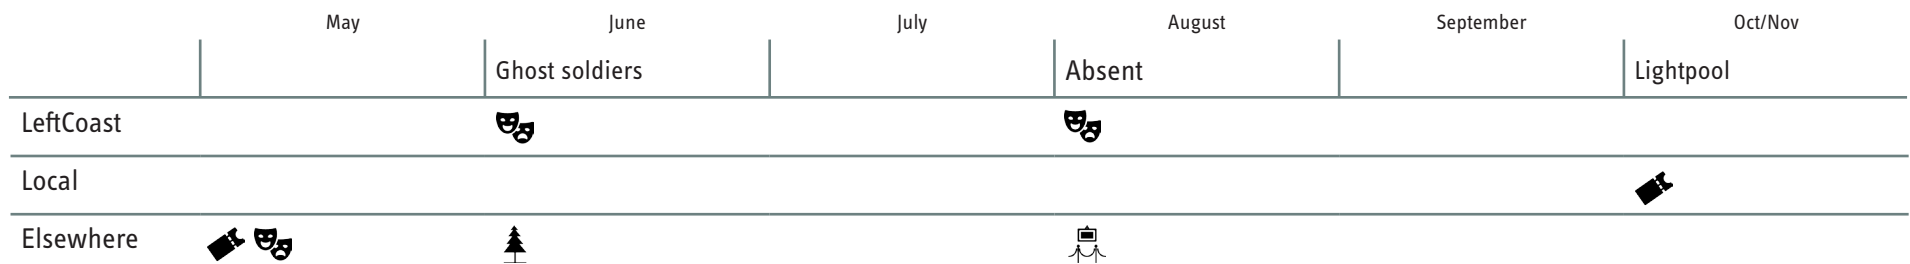 May June July August September Oct/Nov
Ghost soldiers Absent Lightpool
LeftCoast
Local
Elsewhere